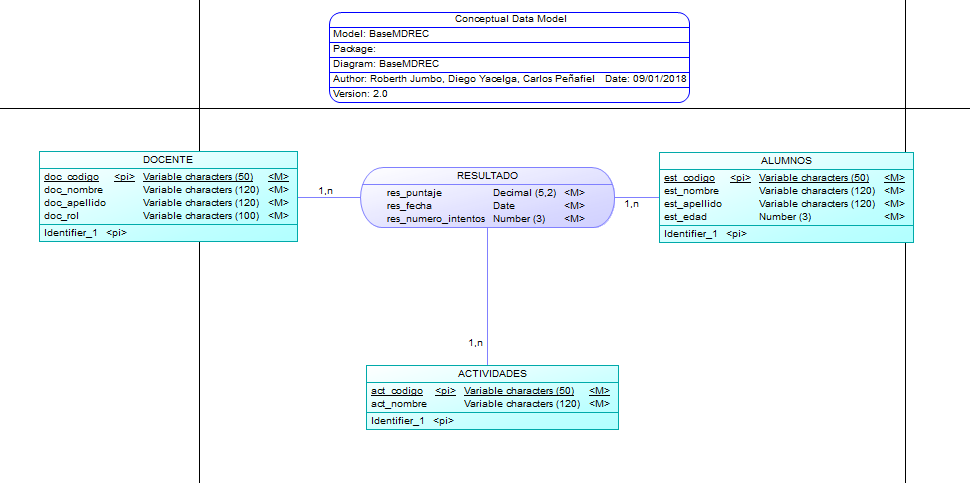 Conceptual Data Model
Model: BaseMDREC
Package:
Diagram: BaseMDREC
Author: Roberth Jumbo, Diego Yacelga, Carlos Peñafiel Date: 09/01/2018
Version: 2.0
DOCENTE
doc_codigo <pi> Variable characters (50) <M>
doc_nombre Variable characters (120) <M>
doc_apellido Variable characters (120) <M>
doc_rol Variable characters (100) <M>
Identifier_1 <pi>
1,n
RESULTADO
res_puntaje Decimal (5,2) <M>
res_fecha Date <M>
res_numero_intentos Number (3) <M>
1,n
ALUMNOS
est_codigo <pi> Variable characters (50) <M>
est_nombre Variable characters (120) <M>
est_apellido Variable characters (120) <M>
est_edad Number (3) <M>
Identifier_1 <pi>
1,n
ACTIVIDADES
act_codigo <pi> Variable characters (50) <M>
act_nombre Variable characters (120) <M>
Identifier_1 <pi>